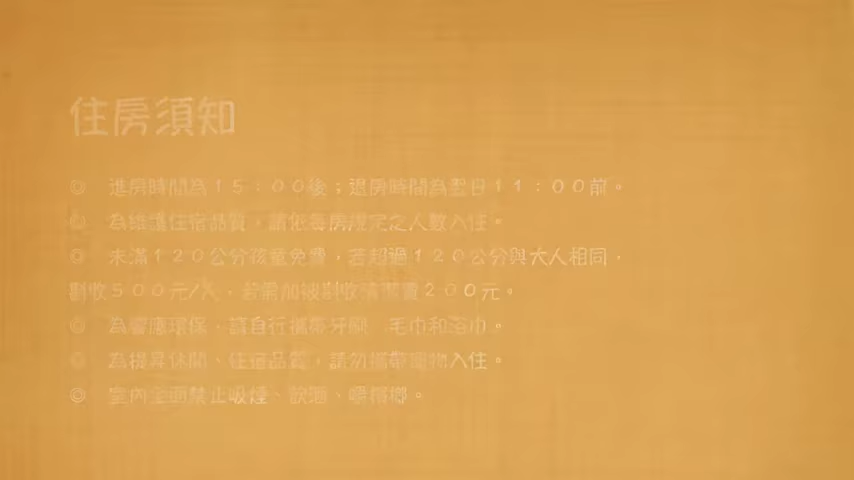 住房須知
◎ 進房時間為15:00後;退房時間為翌日11:00前。
◎ 為維護住宿品質,請依每房規定之人數入住。
◎ 未滿120公分孩童免費,若超過120公分與大人相同,
酌收500元/人,若需加被酌收清潔費200元。
◎ 為響應環保,請自行攜帶牙刷、毛巾和浴巾。
◎ 為提昇休閒、住宿品質,請勿攜帶寵物入住。
◎ 室內全面禁止吸煙、飲酒、嚼檳榔。